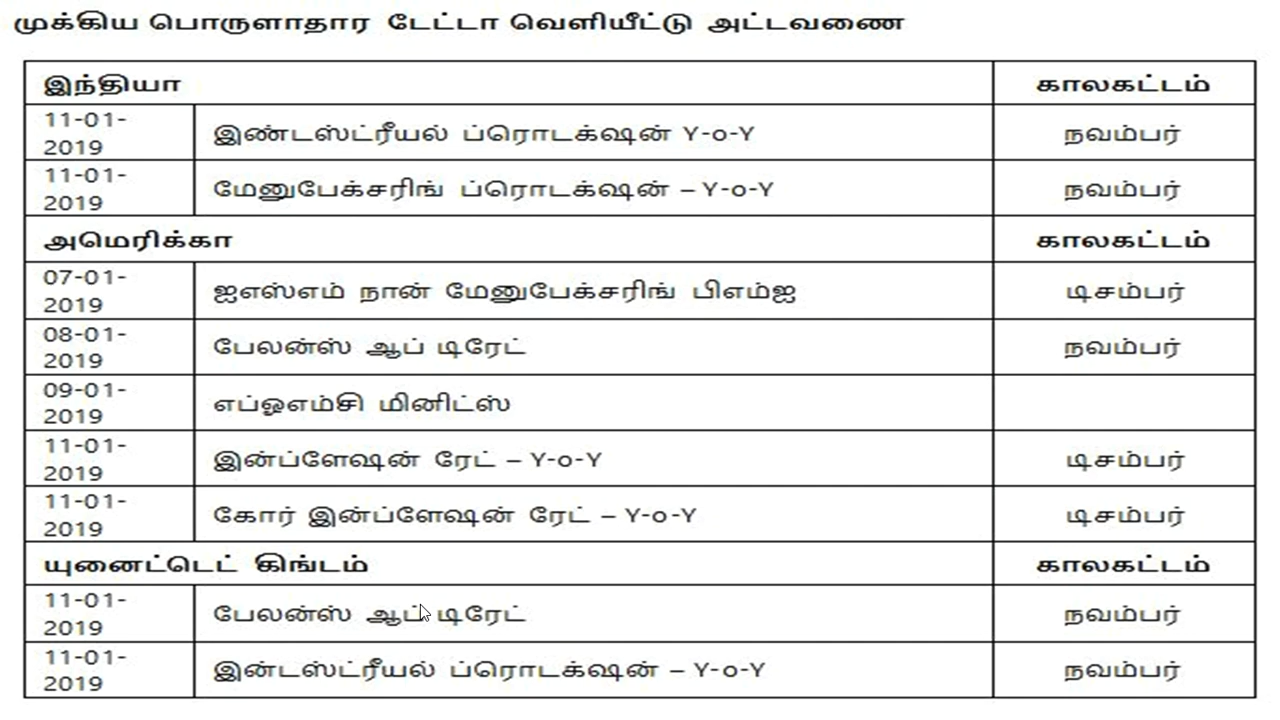 முக்கிய பொருளாதார டேட்டா வெளியீட்டு அட்டவணை
இந்தியா காலகட்டம்
11-01-
2019 இண்டஸ்ட்ரீயல் ப்ரொடக்‌ஷன் Y-o-Y நவம்பர்
11-01-
2019 மேனுபேக்சரிங் ப்ரொடக்‌ஷன் – Y-o-Y நவம்பர்
அமெரிக்கா காலகட்டம்
07-01-
2019 ஐஎஸ்எம் நான் மேனுபேக்சரிங் பிஎம்ஐ டிசம்பர்
08-01-
2019 பேலன்ஸ் ஆப் டிரேட் நவம்பர்
09-01-
2019 எப்ஓஎம்சி மினிட்ஸ்
11-01-
2019 இன்ப்ளேஷன் ரேட் – Y-o-Y டிசம்பர்
11-01-
2019 கோர் இன்ப்ளேஷன் ரேட் – Y-o-Y டிசம்பர்
யுனைட்டெட் கிங்டம் காலகட்டம்
11-01-
2019 பேலன்ஸ் ஆப் டிரேட் நவம்பர்
11-01-
2019 இன்டஸ்ட்ரீயல் ப்ரொடக்‌ஷன் – Y-o-Y நவம்பர்